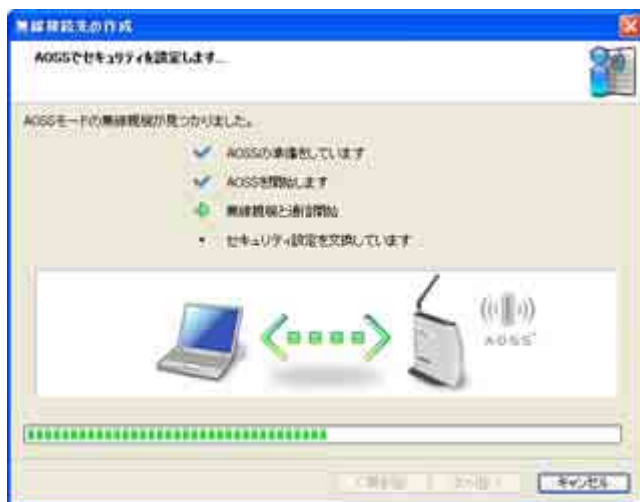 無線接続先の作成
AOSSでセキュリティを設定します...
AOSSモードの無線親機が見つかりました。
AOSSの準備をしています
AOSSを開始します
無線親機と通信開始
セキュリティ設定を交換しています
AOSS™
< 戻る(B)
次へ(N) >
キャンセル